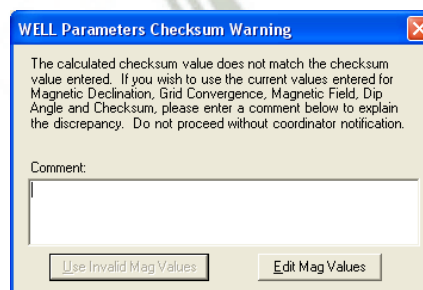 WELL Parameters Checksum Warning
The calculated checksum value does not match the checksum
value entered. If you wish to use the current values entered for
Magnetic Declination, Grid Convergence, Magnetic Field, Dip
Angle and Checksum, please enter a comment below to explain
the discrepancy. Do not proceed without coordinator notification.
Comment:
Use Invalid Mag Values
Edit Mag Values